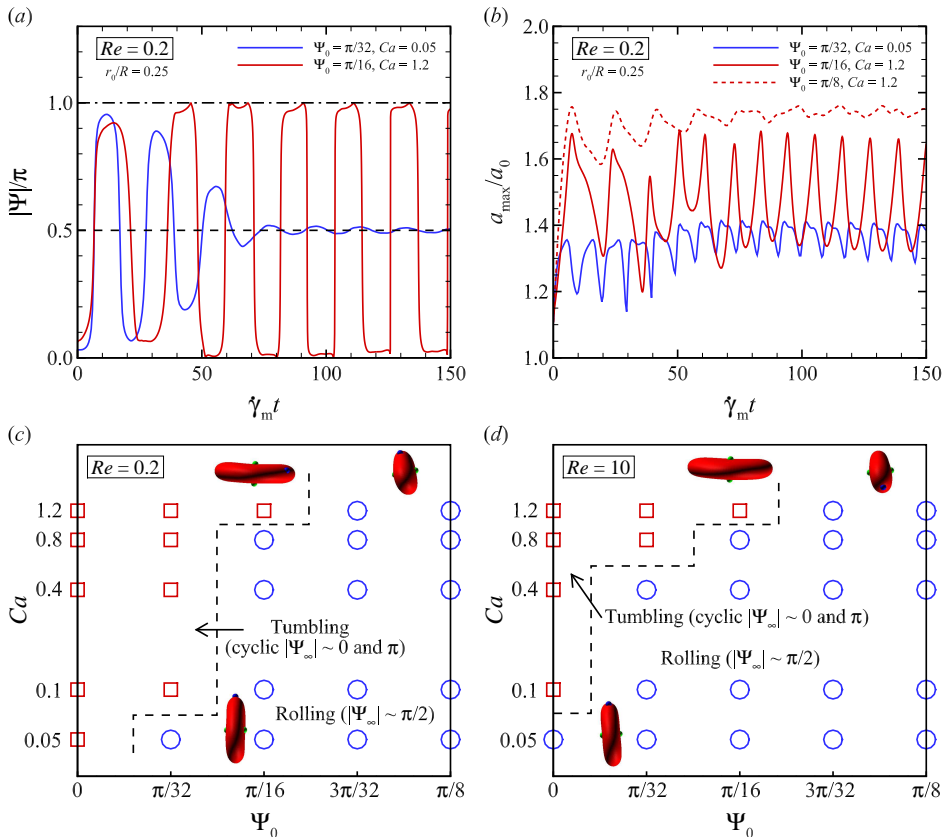 (a)
Re = 0.2
r₀/R = 0.25
Ψ₀ = π/32, Ca = 0.05
Ψ₀ = π/16, Ca = 1.2
|Ψ|/π
1.0
0.5
0.0
0 50 100 150
γ̇ₘ t
(b)
Re = 0.2
r₀/R = 0.25
Ψ₀ = π/32, Ca = 0.05
Ψ₀ = π/16, Ca = 1.2
Ψ₀ = π/8, Ca = 1.2
a_max/a₀
2.0
1.8
1.6
1.4
1.2
1.0
0 50 100 150
γ̇ₘ t
(c)
Re = 0.2
Ca
1.2
0.8
0.4
0.1
0.05
Tumbling
(cyclic |Ψ∞| ~ 0 and π)
Rolling (|Ψ∞| ~ π/2)
0 π/32 π/16 3π/32 π/8
Ψ₀
(d)
Re = 10
Ca
1.2
0.8
0.4
0.1
0.05
Tumbling (cyclic |Ψ∞| ~ 0 and π)
Rolling (|Ψ∞| ~ π/2)
0 π/32 π/16 3π/32 π/8
Ψ₀